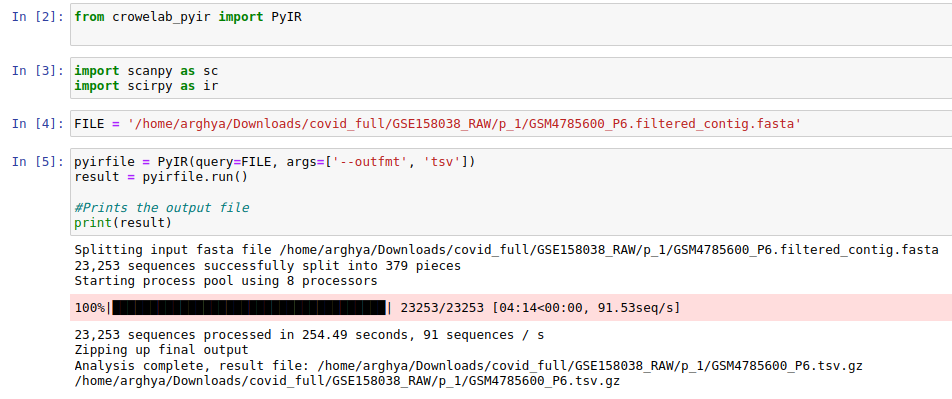 In [2]: from crowelab_pyir import PyIR
In [3]: import scanpy as sc
import scirpy as ir
In [4]: FILE = '/home/arghya/Downloads/covid_full/GSE158038_RAW/p_1/GSM4785600_P6.filtered_contig.fasta'
In [5]: pyirfile = PyIR(query=FILE, args=['--outfmt', 'tsv'])
result = pyirfile.run()
#Prints the output file
print(result)
Splitting input fasta file /home/arghya/Downloads/covid_full/GSE158038_RAW/p_1/GSM4785600_P6.filtered_contig.fasta
23,253 sequences successfully split into 379 pieces
Starting process pool using 8 processors
100%|██████████████████████████████████| 23253/23253 [04:14<00:00, 91.53seq/s]
23,253 sequences processed in 254.49 seconds, 91 sequences / s
Zipping up final output
Analysis complete, result file: /home/arghya/Downloads/covid_full/GSE158038_RAW/p_1/GSM4785600_P6.tsv.gz
/home/arghya/Downloads/covid_full/GSE158038_RAW/p_1/GSM4785600_P6.tsv.gz